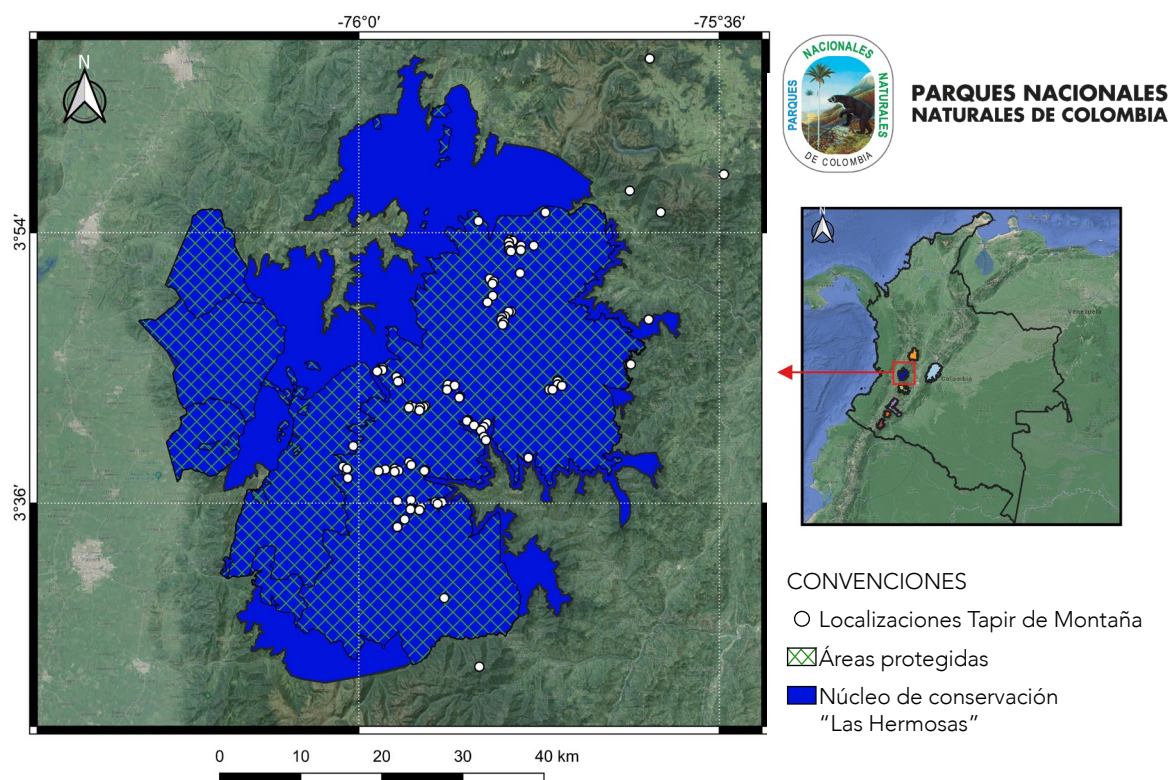 -76°0′
-75°36′
N
3°54′
3°36′
0 10 20 30 40 km
PARQUES NACIONALES NATURALES DE COLOMBIA
PARQUES NACIONALES
NATURALES DE COLOMBIA
N
Venezuela
Colombia
CONVENCIONES
Localizaciones Tapir de Montaña
Áreas protegidas
Núcleo de conservación
“Las Hermosas”